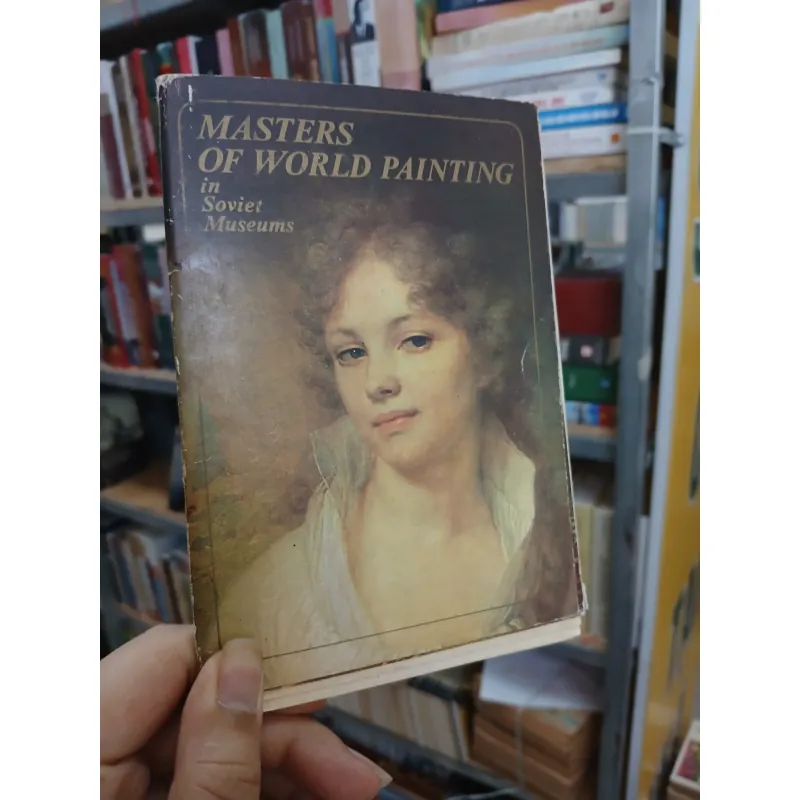 MASTERS
OF WORLD PAINTING
in
Soviet
Museums